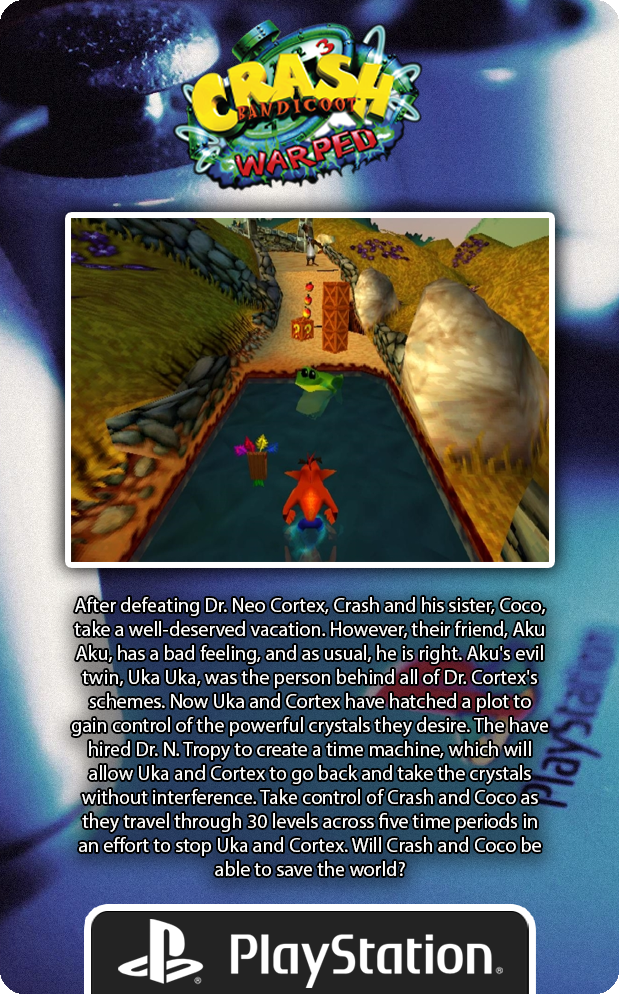 3
CRASH
BANDICOOT
WARPED
? ?
After defeating Dr. Neo Cortex, Crash and his sister, Coco,
take a well-deserved vacation. However, their friend, Aku
Aku, has a bad feeling, and as usual, he is right. Aku's evil
twin, Uka Uka, was the person behind all of Dr. Cortex's
schemes. Now Uka and Cortex have hatched a plot to
gain control of the powerful crystals they desire. The have
hired Dr. N. Tropy to create a time machine, which will
allow Uka and Cortex to go back and take the crystals
without interference. Take control of Crash and Coco as
they travel through 30 levels across five time periods in
an effort to stop Uka and Cortex. Will Crash and Coco be
able to save the world?
PlayStation
PlayStation®